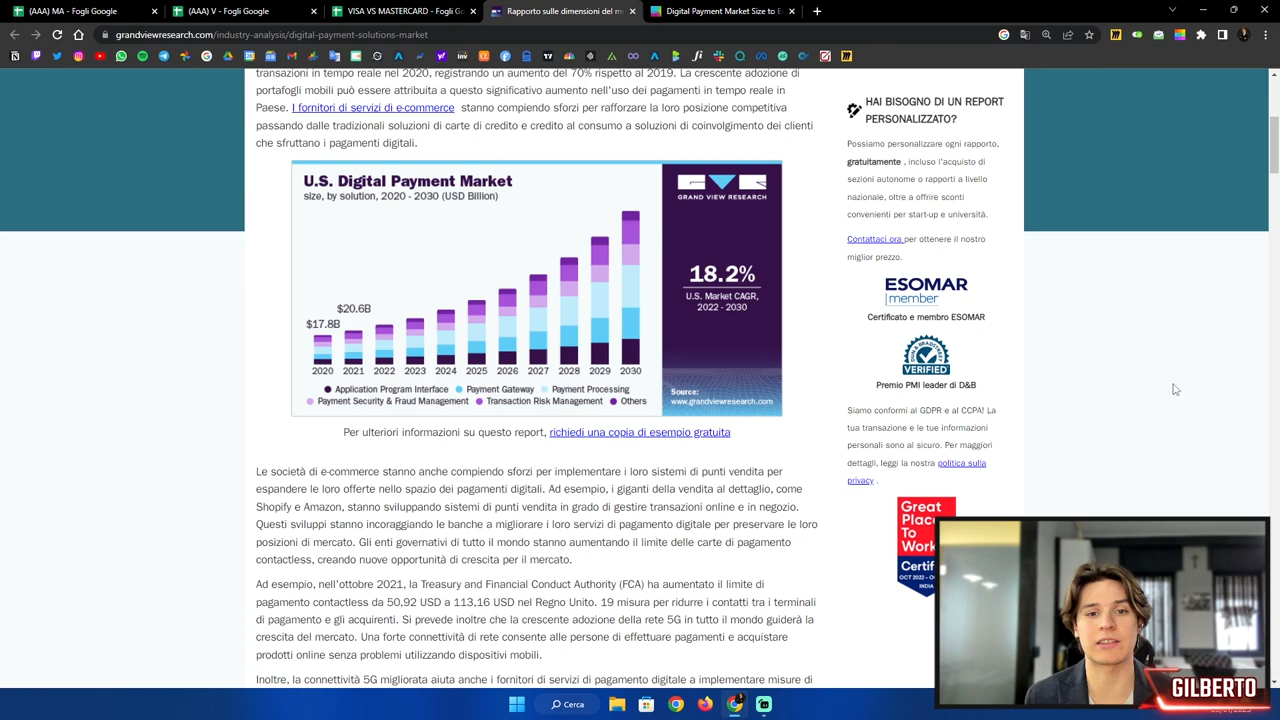 (AA) MA - Fogli Google
(AAA) V - Fogli Google
VISA VS MASTERCARD - Fogli Goo
Rapporto sulle dimensioni del m
Digital Payment Market Size to E
grandviewresearch.com/industry-analysis/digital-payment-solutions-market
transazioni in tempo reale nel 2020, registrando un aumento del 70% rispetto al 2019. La crescente adozione di
portafogli mobili può essere attribuita a questo significativo aumento nell'uso dei pagamenti in tempo reale in
Paese. I fornitori di servizi di e-commerce stanno compiendo sforzi per rafforzare la loro posizione competitiva
passando dalle tradizionali soluzioni di carte di credito e credito al consumo a soluzioni di coinvolgimento dei clienti
che sfruttano i pagamenti digitali.
U.S. Digital Payment Market
size, by solution, 2020 - 2030 (USD Billion)
$17.8B
$20.6B
2020 2021 2022 2023 2024 2025 2026 2027 2028 2029 2030
Application Program Interface Payment Gateway Payment Processing
Payment Security & Fraud Management Transaction Risk Management Others
GRAND VIEW RESEARCH
18.2%
U.S. Market CAGR,
2022 - 2030
Source:
www.grandviewresearch.com
Per ulteriori informazioni su questo report, richiedi una copia di esempio gratuita
Le società di e-commerce stanno anche compiendo sforzi per implementare i loro sistemi di punti vendita per
espandere le loro offerte nello spazio dei pagamenti digitali. Ad esempio, i giganti della vendita al dettaglio, come
Shopify e Amazon, stanno sviluppando sistemi di punti vendita in grado di gestire transazioni online e in negozio.
Questi sviluppi stanno incoraggiando le banche a migliorare i loro servizi di pagamento digitale per preservare le loro
posizioni di mercato. Gli enti governativi di tutto il mondo stanno aumentando il limite delle carte di pagamento
contactless, creando nuove opportunità di crescita per il mercato.
Ad esempio, nell'ottobre 2021, la Treasury and Financial Conduct Authority (FCA) ha aumentato il limite di
pagamento contactless da 50,92 USD a 113,16 USD nel Regno Unito. 19 misura per ridurre i contatti tra i terminali
di pagamento e gli acquirenti. Si prevede inoltre che la crescente adozione della rete 5G in tutto il mondo guiderà la
crescita del mercato. Una forte connettività di rete consente alle persone di effettuare pagamenti e acquistare
prodotti online senza problemi utilizzando dispositivi mobili.
Inoltre, la connettività 5G migliorata aiuta anche i fornitori di servizi di pagamento digitale a implementare misure di
HAI BISOGNO DI UN REPORT
PERSONALIZZATO?
Possiamo personalizzare ogni rapporto,
gratuitamente , incluso l'acquisto di
sezioni autonome o rapporti a livello
nazionale, oltre a offrire sconti
convenienti per start-up e università.
Contattaci ora per ottenere il nostro
miglior prezzo.
ESOMAR
member
Certificato e membro ESOMAR
VERIFIED
Premio PMI leader di D&B
Siamo conformi al GDPR e al CCPA! La
tua transazione e le tue informazioni
personali sono al sicuro. Per maggiori
dettagli, leggi la nostra politica sulla
privacy .
Great
Place
To
Work
Certif
OCT 2022 - O
INDIA
GILBERTO
Cerca